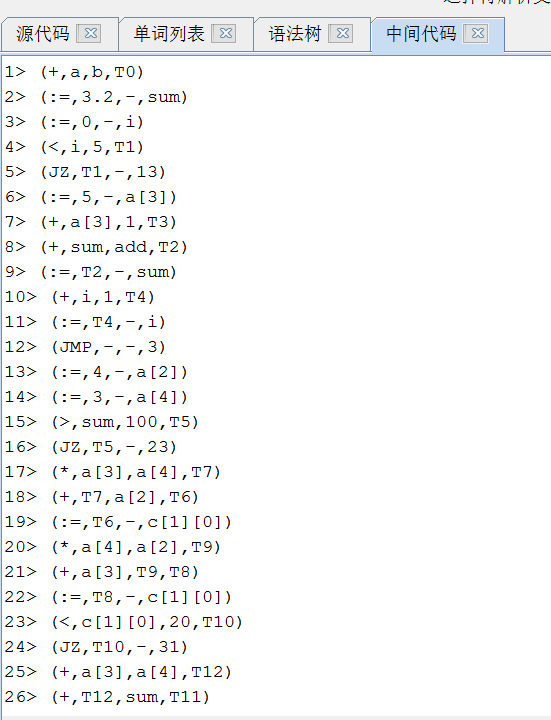 源代码 单词列表 语法树 中间代码
1> (+,a,b,T0)
2> (:=,3.2,-,sum)
3> (:=,0,-,i)
4> (<,i,5,T1)
5> (JZ,T1,-,13)
6> (:=,5,-,a[3])
7> (+,a[3],1,T3)
8> (+,sum,add,T2)
9> (:=,T2,-,sum)
10> (+,i,1,T4)
11> (:=,T4,-,i)
12> (JMP,-,-,3)
13> (:=,4,-,a[2])
14> (:=,3,-,a[4])
15> (>,sum,100,T5)
16> (JZ,T5,-,23)
17> (*,a[3],a[4],T7)
18> (+,T7,a[2],T6)
19> (:=,T6,-,c[1][0])
20> (*,a[4],a[2],T9)
21> (+,a[3],T9,T8)
22> (:=,T8,-,c[1][0])
23> (<,c[1][0],20,T10)
24> (JZ,T10,-,31)
25> (+,a[3],a[4],T12)
26> (+,T12,sum,T11)